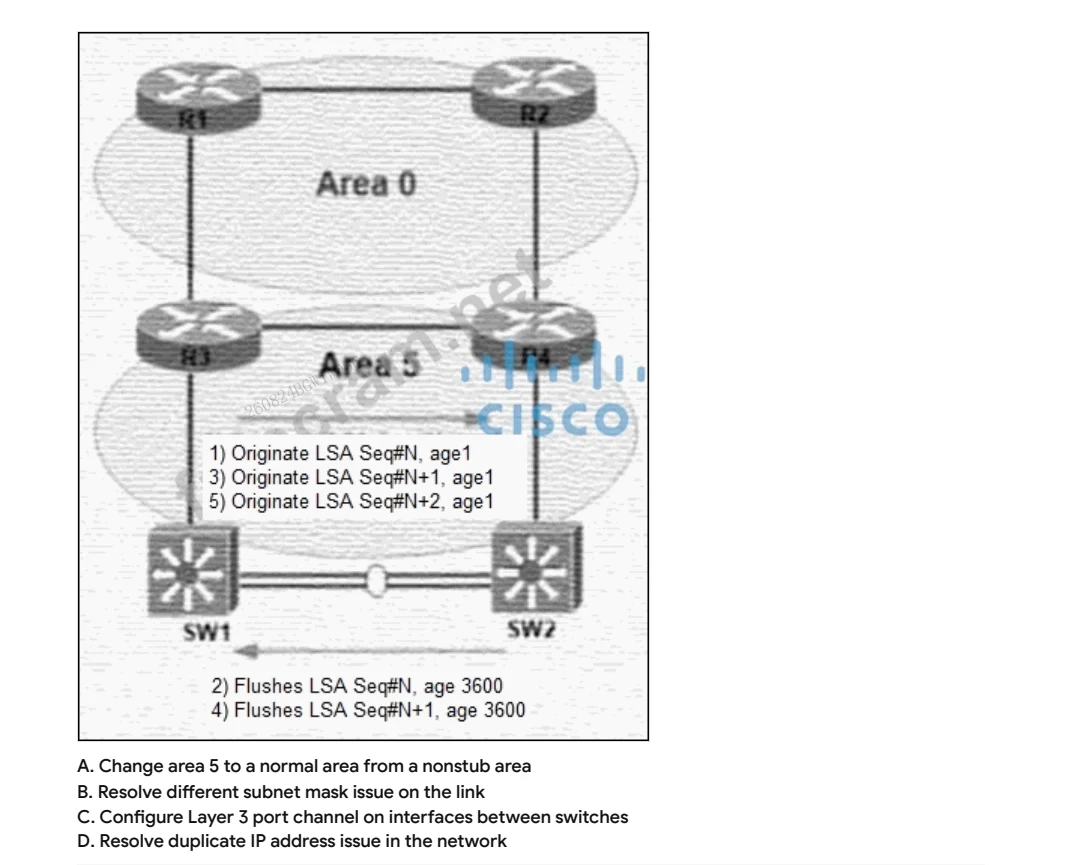 R1
R2
Area 0
R3
Area 5
R4
CISCO
1) Originate LSA Seq#N, age1
3) Originate LSA Seq#N+1, age1
5) Originate LSA Seq#N+2, age1
SW1
SW2
2) Flushes LSA Seq#N, age 3600
4) Flushes LSA Seq#N+1, age 3600
A. Change area 5 to a normal area from a nonstub area
B. Resolve different subnet mask issue on the link
C. Configure Layer 3 port channel on interfaces between switches
D. Resolve duplicate IP address issue in the network